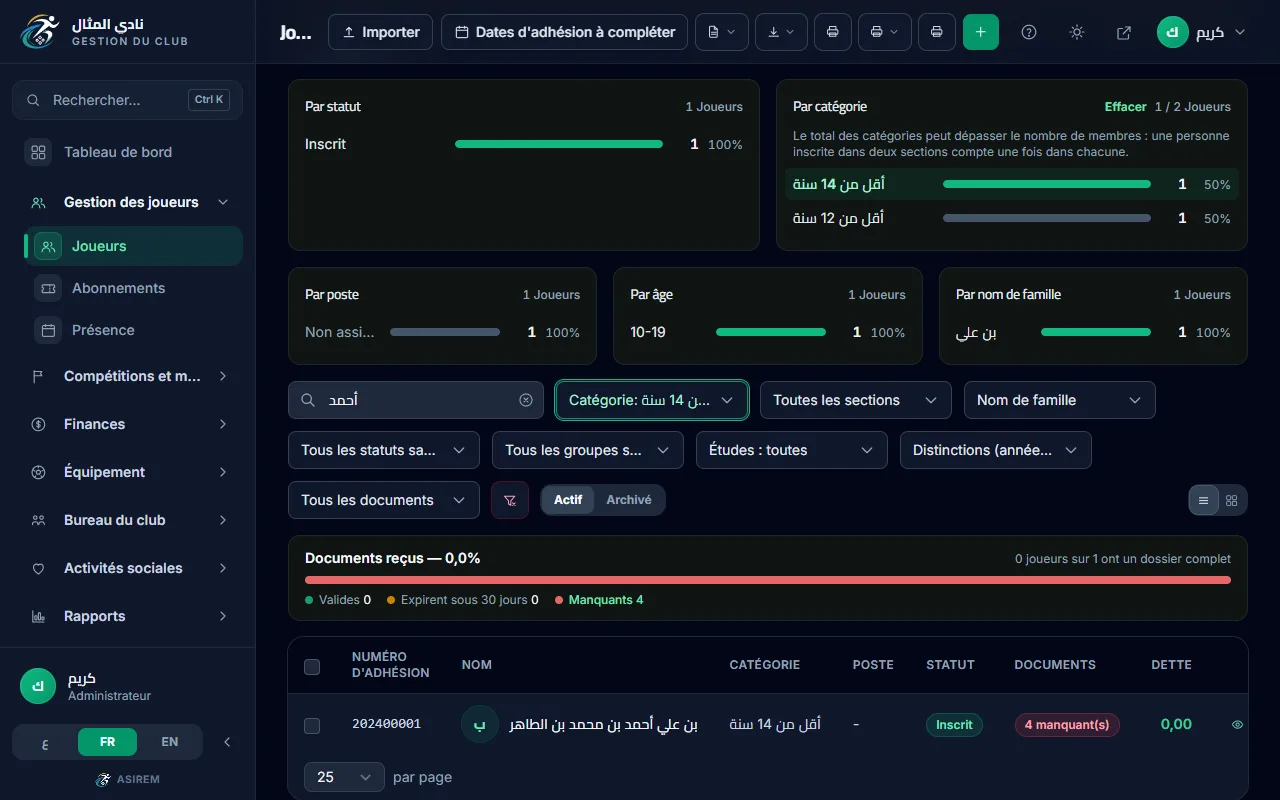 نادي المثال
GESTION DU CLUB
Rechercher...
Ctrl K
Tableau de bord
Gestion des joueurs
Joueurs
Abonnements
Présence
Compétitions et m...
Finances
Équipement
Bureau du club
Activités sociales
Rapports
ك
كريم
Administrateur
ع
FR
EN
ASIREM
Jo...
Importer
Dates d'adhésion à compléter
ك
كريم
Par statut
1 Joueurs
Inscrit
1 100%
Par catégorie
Effacer 1 / 2 Joueurs
Le total des catégories peut dépasser le nombre de membres : une personne
inscrite dans deux sections compte une fois dans chacune.
أقل من 14 سنة
1 50%
أقل من 12 سنة
1 50%
Par poste
1 Joueurs
Non assi...
1 100%
Par âge
1 Joueurs
10-19
1 100%
Par nom de famille
1 Joueurs
بن علي
1 100%
أحمد
Catégorie: ن 14 سنة...
Toutes les sections
Nom de famille
Tous les statuts sa...
Tous les groupes s...
Études : toutes
Distinctions (année...
Tous les documents
Actif
Archivé
Documents reçus — 0,0%
0 joueurs sur 1 ont un dossier complet
Valides 0
Expirent sous 30 jours 0
Manquants 4
NUMÉRO
D'ADHÉSION
NOM
CATÉGORIE
POSTE
STATUT
DOCUMENTS
DETTE
202400001
ب
بن علي أحمد بن محمد بن الطاهر
أقل من 14 سنة
-
Inscrit
4 manquant(s)
0,00
25
par page